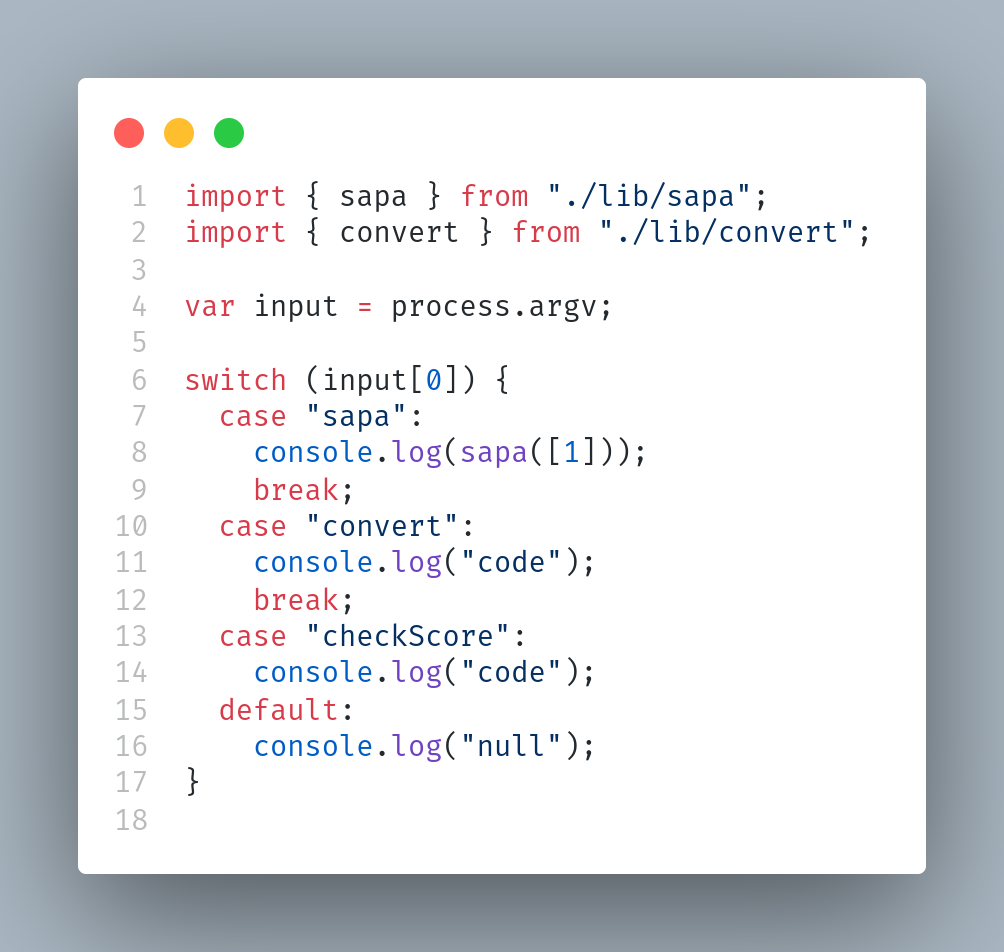 1 import { sapa } from "./lib/sapa";
2 import { convert } from "./lib/convert";
3
4 var input = process.argv;
5
6 switch (input[0]) {
7   case "sapa":
8     console.log(sapa([1]));
9     break;
10   case "convert":
11     console.log("code");
12     break;
13   case "checkScore":
14     console.log("code");
15   default:
16     console.log("null");
17 }
18